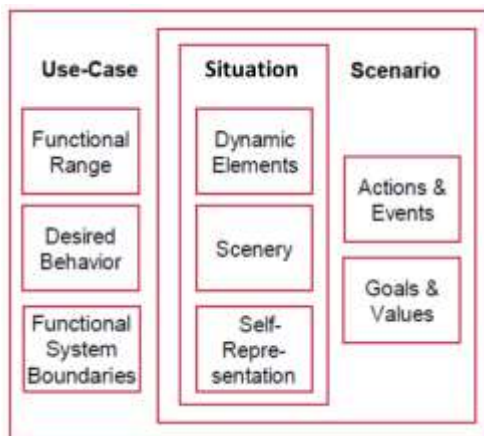 Use-Case
Functional
Range
Desired
Behavior
Functional
System
Boundaries
Situation
Dynamic
Elements
Scenery
Self-
Repre-
sentation
Scenario
Actions &
Events
Goals &
Values